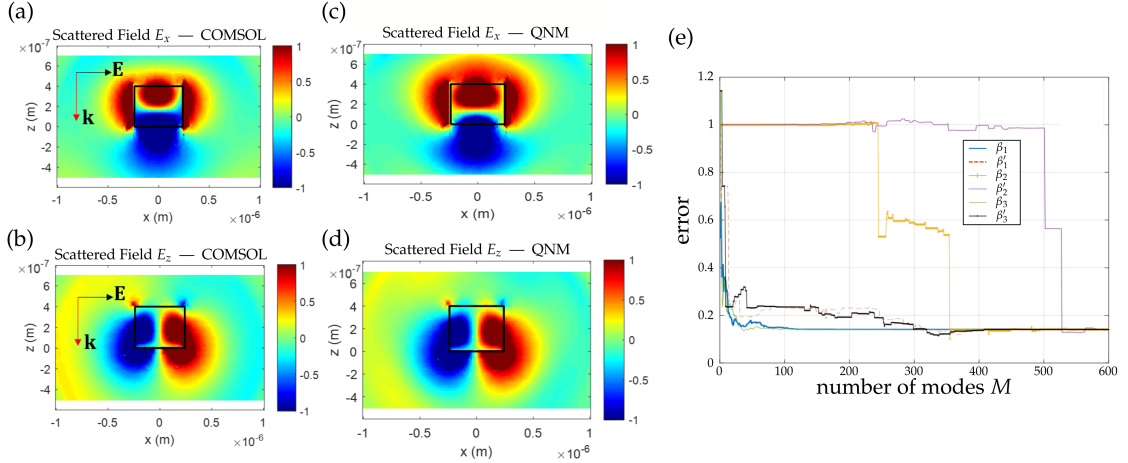 (a)
Scattered Field Eₓ — COMSOL
×10⁻⁷
6
4
2
0
-2
-4
z (m)
E
k
-1
-0.5
0
0.5
1
x (m)
×10⁻⁶
1
0.5
0
-0.5
-1
(b)
Scattered Field E_z — COMSOL
×10⁻⁷
6
4
2
0
-2
-4
z (m)
E
k
-1
-0.5
0
0.5
1
x (m)
×10⁻⁶
1
0.5
0
-0.5
-1
(c)
Scattered Field Eₓ — QNM
×10⁻⁷
6
4
2
0
-2
-4
z (m)
-1
-0.5
0
0.5
1
x (m)
×10⁻⁶
1
0.5
0
-0.5
-1
(d)
Scattered Field E_z — QNM
×10⁻⁷
6
4
2
0
-2
-4
z (m)
-1
-0.5
0
0.5
1
x (m)
×10⁻⁶
1
0.5
0
-0.5
-1
(e)
1.2
1
0.8
0.6
0.4
0.2
0
error
β₁
β′₁
β₂
β′₂
β₃
β′₃
0
100
200
300
400
500
600
number of modes M